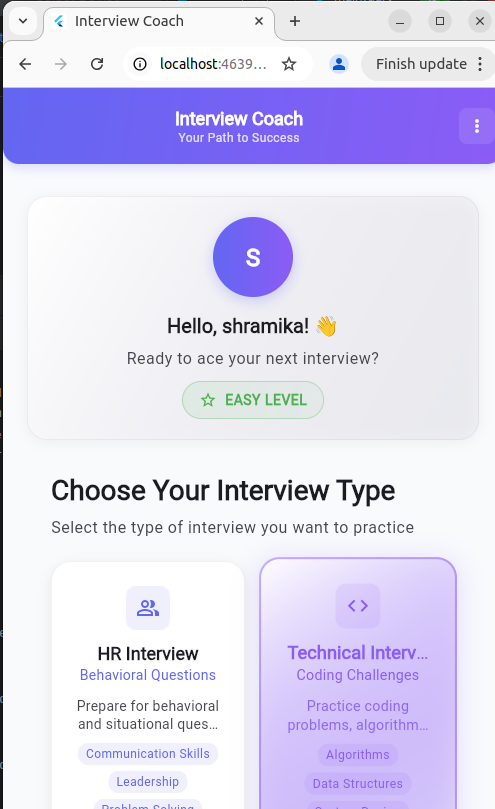 Interview Coach
localhost:4639...
Finish update
Interview Coach
Your Path to Success
S
Hello, shramika! 👋
Ready to ace your next interview?
EASY LEVEL
Choose Your Interview Type
Select the type of interview you want to practice
HR Interview
Behavioral Questions
Prepare for behavioral
and situational ques...
Communication Skills
Leadership
Problem Solving
Technical Interv...
Coding Challenges
Practice coding
problems, algorithm...
Algorithms
Data Structures